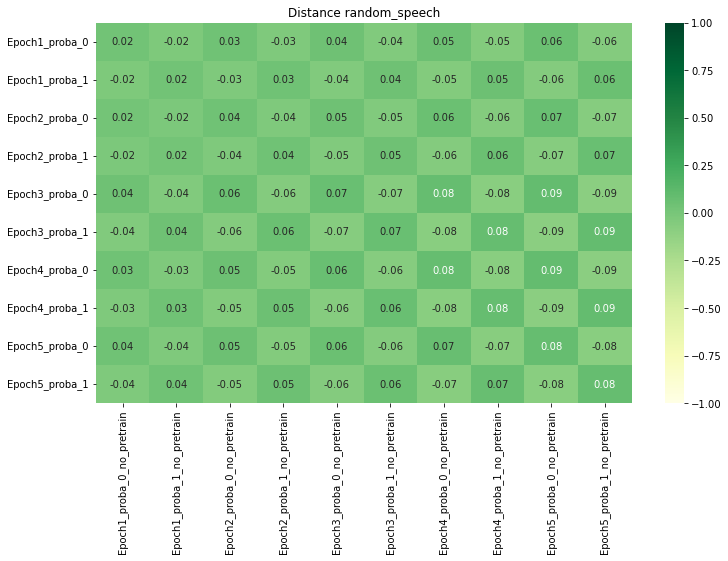 Distance random_speech
Epoch1_proba_0 0.02 -0.02 0.03 -0.03 0.04 -0.04 0.05 -0.05 0.06 -0.06
Epoch1_proba_1 -0.02 0.02 -0.03 0.03 -0.04 0.04 -0.05 0.05 -0.06 0.06
Epoch2_proba_0 0.02 -0.02 0.04 -0.04 0.05 -0.05 0.06 -0.06 0.07 -0.07
Epoch2_proba_1 -0.02 0.02 -0.04 0.04 -0.05 0.05 -0.06 0.06 -0.07 0.07
Epoch3_proba_0 0.04 -0.04 0.06 -0.06 0.07 -0.07 0.08 -0.08 0.09 -0.09
Epoch3_proba_1 -0.04 0.04 -0.06 0.06 -0.07 0.07 -0.08 0.08 -0.09 0.09
Epoch4_proba_0 0.03 -0.03 0.05 -0.05 0.06 -0.06 0.08 -0.08 0.09 -0.09
Epoch4_proba_1 -0.03 0.03 -0.05 0.05 -0.06 0.06 -0.08 0.08 -0.09 0.09
Epoch5_proba_0 0.04 -0.04 0.05 -0.05 0.06 -0.06 0.07 -0.07 0.08 -0.08
Epoch5_proba_1 -0.04 0.04 -0.05 0.05 -0.06 0.06 -0.07 0.07 -0.08 0.08
Epoch1_proba_0_no_pretrain
Epoch1_proba_1_no_pretrain
Epoch2_proba_0_no_pretrain
Epoch2_proba_1_no_pretrain
Epoch3_proba_0_no_pretrain
Epoch3_proba_1_no_pretrain
Epoch4_proba_0_no_pretrain
Epoch4_proba_1_no_pretrain
Epoch5_proba_0_no_pretrain
Epoch5_proba_1_no_pretrain
1.00
0.75
0.50
0.25
0.00
-0.25
-0.50
-0.75
-1.00